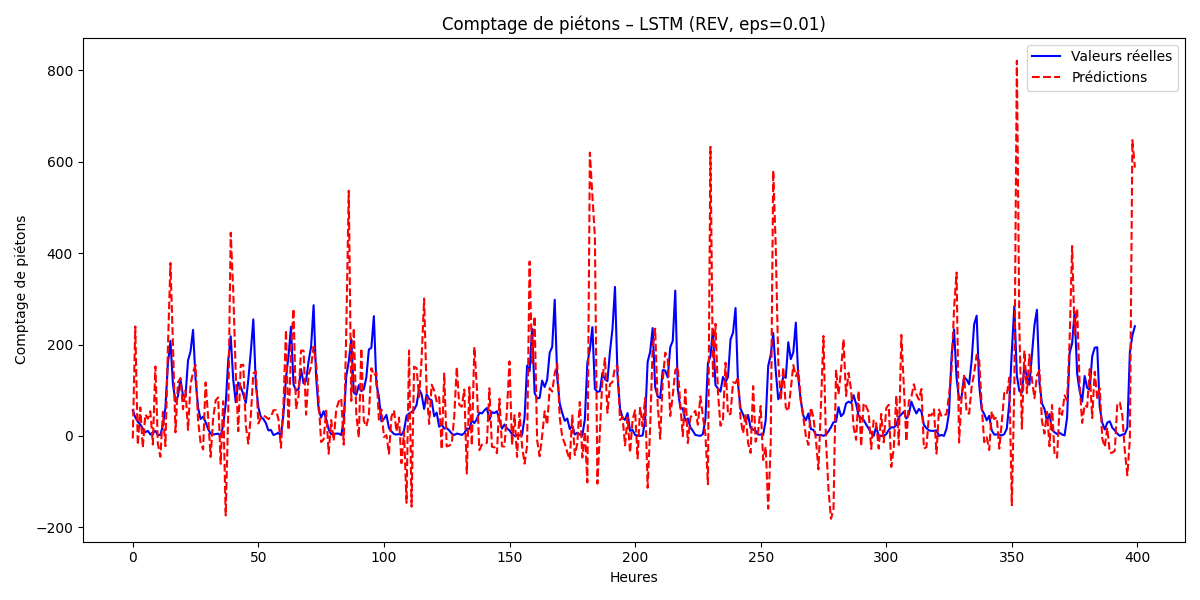 Comptage de piétons – LSTM (REV, eps=0.01)
Valeurs réelles
Prédictions
Comptage de piétons
800
600
400
200
0
−200
0 50 100 150 200 250 300 350 400
Heures